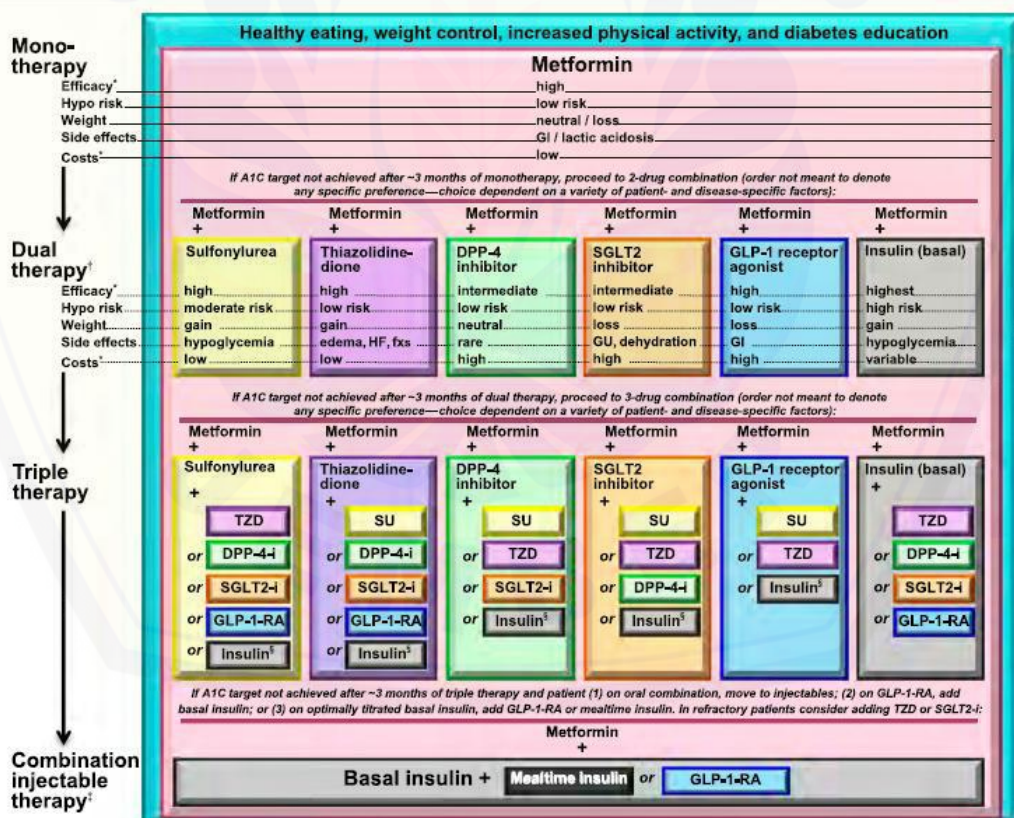 Healthy eating, weight control, increased physical activity, and diabetes education
Mono-
therapy
Metformin
Efficacy* high
Hypo risk low risk
Weight neutral / loss
Side effects GI / lactic acidosis
Costs* low
If A1C target not achieved after ~3 months of monotherapy, proceed to 2-drug combination (order not meant to denote
any specific preference—choice dependent on a variety of patient- and disease-specific factors):
Metformin Metformin Metformin Metformin Metformin Metformin
+ + + + + +
Dual
therapy†
Sulfonylurea
Thiazolidine-
dione
DPP-4
inhibitor
SGLT2
inhibitor
GLP-1 receptor
agonist
Insulin (basal)
Efficacy* high high intermediate intermediate high highest
Hypo risk moderate risk low risk low risk low risk low risk high risk
Weight gain gain neutral loss loss gain
Side effects hypoglycemia edema, HF, fxs rare GU, dehydration GI hypoglycemia
Costs* low low high high high variable
If A1C target not achieved after ~3 months of dual therapy, proceed to 3-drug combination (order not meant to denote
any specific preference—choice dependent on a variety of patient- and disease-specific factors):
Metformin Metformin Metformin Metformin Metformin Metformin
+ + + + + +
Triple
therapy
Sulfonylurea
+
TZD
or DPP-4-i
or SGLT2-i
or GLP-1-RA
or Insulin§
Thiazolidine-
dione
+
SU
or DPP-4-i
or SGLT2-i
or GLP-1-RA
or Insulin§
DPP-4
inhibitor
+
SU
or TZD
or SGLT2-i
or Insulin§
SGLT2
inhibitor
+
SU
or TZD
or DPP-4-i
or Insulin§
GLP-1 receptor
agonist
+
SU
or TZD
or Insulin§
Insulin (basal)
+
TZD
or DPP-4-i
or SGLT2-i
or GLP-1-RA
If A1C target not achieved after ~3 months of triple therapy and patient (1) on oral combination, move to injectables; (2) on GLP-1-RA, add
basal insulin; or (3) on optimally titrated basal insulin, add GLP-1-RA or mealtime insulin. In refractory patients consider adding TZD or SGLT2-i:
Metformin
+
Combination
injectable
therapy‡
Basal insulin + Mealtime insulin or GLP-1-RA